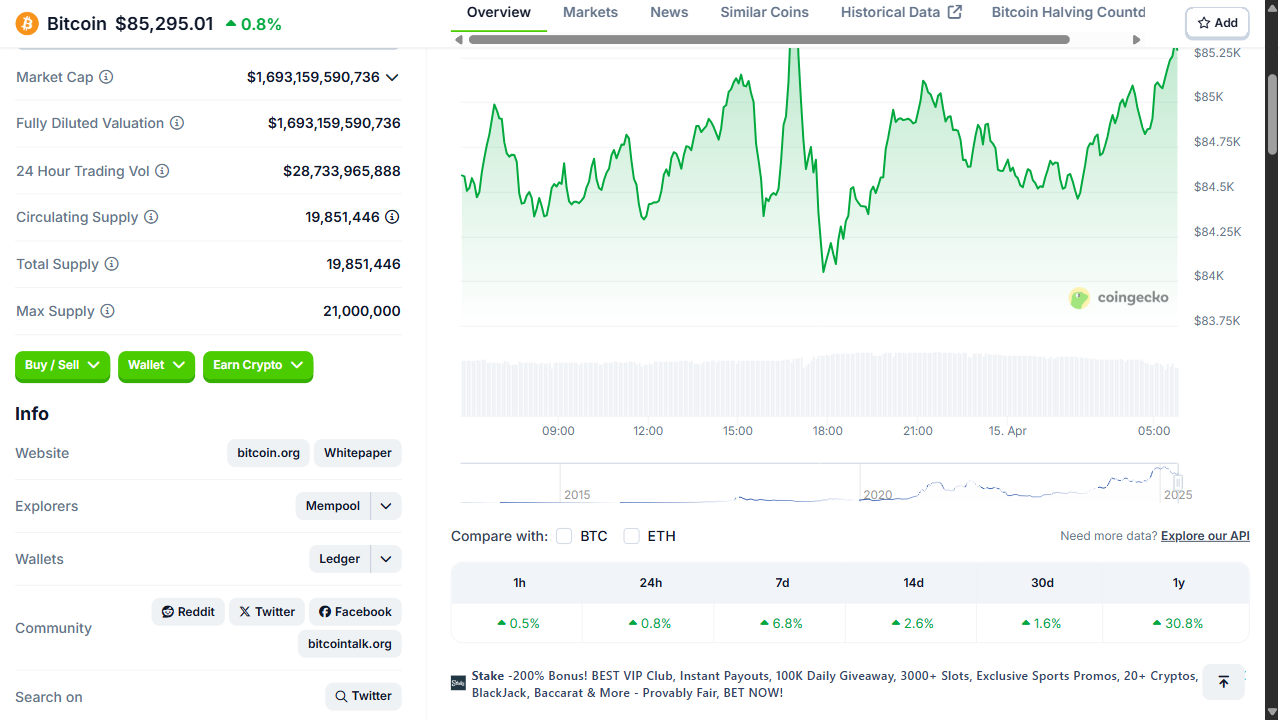 Bitcoin $85,295.01 0.8%
Overview Markets News Similar Coins Historical Data Bitcoin Halving Countd
Add
Market Cap $1,693,159,590,736
Fully Diluted Valuation $1,693,159,590,736
24 Hour Trading Vol $28,733,965,888
Circulating Supply 19,851,446
Total Supply 19,851,446
Max Supply 21,000,000
Buy / Sell Wallet Earn Crypto
Info
Website bitcoin.org Whitepaper
Explorers Mempool
Wallets Ledger
Community Reddit Twitter Facebook
bitcointalk.org
Search on Twitter
$85.25K
$85K
$84.75K
$84.5K
$84.25K
$84K
$83.75K
coingecko
09:00 12:00 15:00 18:00 21:00 15. Apr 05:00
2015 2020 2025
Compare with: BTC ETH
Need more data? Explore our API
1h 24h 7d 14d 30d 1y
0.5% 0.8% 6.8% 2.6% 1.6% 30.8%
Stake -200% Bonus! BEST VIP Club, Instant Payouts, 100K Daily Giveaway, 3000+ Slots, Exclusive Sports Promos, 20+ Cryptos,
BlackJack, Baccarat & More - Provably Fair, BET NOW!